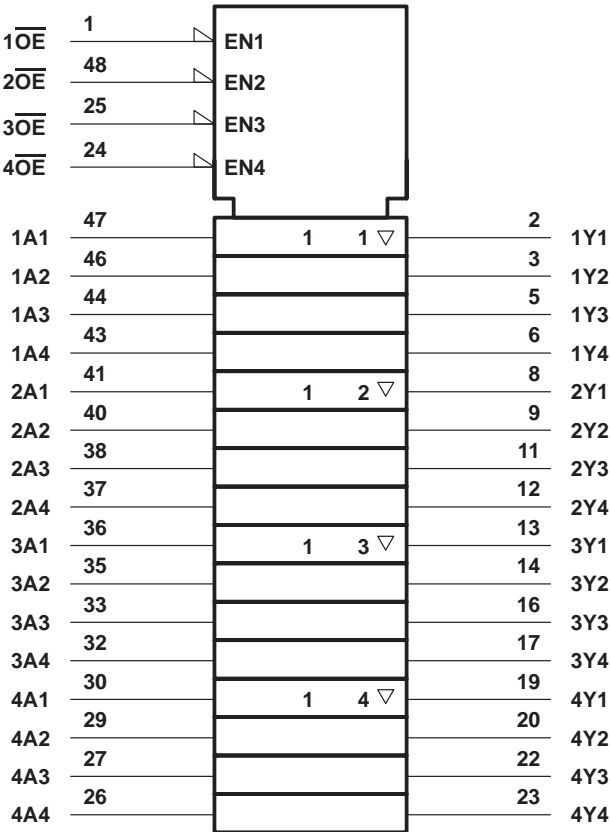 1O̅E̅ 1 EN1
2O̅E̅ 48 EN2
3O̅E̅ 25 EN3
4O̅E̅ 24 EN4
1A1 47 1 1 ▽ 2 1Y1
1A2 46 3 1Y2
1A3 44 5 1Y3
1A4 43 6 1Y4
2A1 41 1 2 ▽ 8 2Y1
2A2 40 9 2Y2
2A3 38 11 2Y3
2A4 37 12 2Y4
3A1 36 1 3 ▽ 13 3Y1
3A2 35 14 3Y2
3A3 33 16 3Y3
3A4 32 17 3Y4
4A1 30 1 4 ▽ 19 4Y1
4A2 29 20 4Y2
4A3 27 22 4Y3
4A4 26 23 4Y4